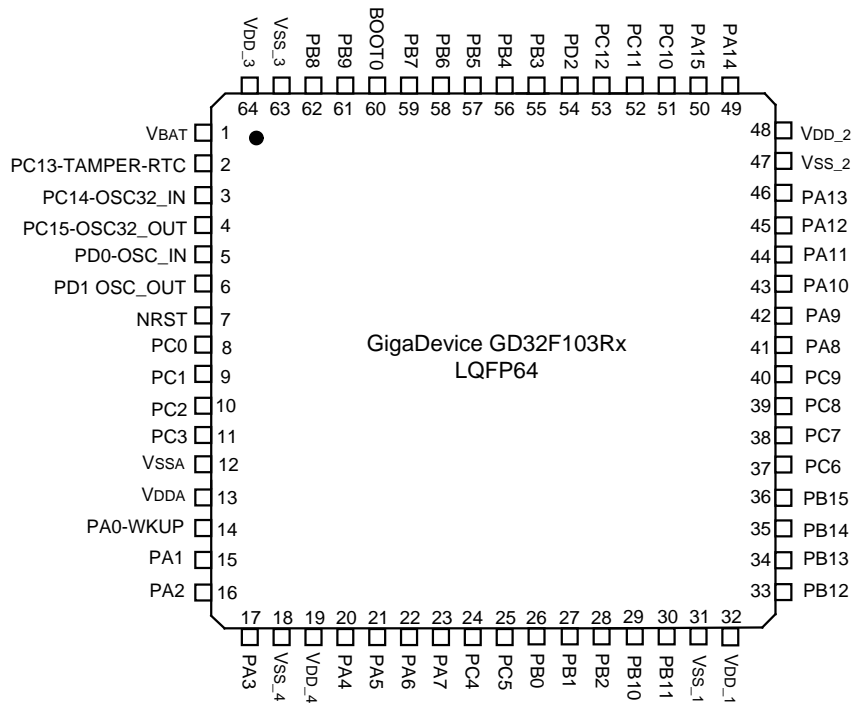 VDD_3
VSS_3
PB8
PB9
BOOT0
PB7
PB6
PB5
PB4
PB3
PD2
PC12
PC11
PC10
PA15
PA14
64 63 62 61 60 59 58 57 56 55 54 53 52 51 50 49
VBAT 1
PC13-TAMPER-RTC 2
PC14-OSC32_IN 3
PC15-OSC32_OUT 4
PD0-OSC_IN 5
PD1 OSC_OUT 6
NRST 7
PC0 8
PC1 9
PC2 10
PC3 11
VSSA 12
VDDA 13
PA0-WKUP 14
PA1 15
PA2 16
GigaDevice GD32F103Rx
LQFP64
48 VDD_2
47 VSS_2
46 PA13
45 PA12
44 PA11
43 PA10
42 PA9
41 PA8
40 PC9
39 PC8
38 PC7
37 PC6
36 PB15
35 PB14
34 PB13
33 PB12
17 18 19 20 21 22 23 24 25 26 27 28 29 30 31 32
PA3
VSS_4
VDD_4
PA4
PA5
PA6
PA7
PC4
PC5
PB0
PB1
PB2
PB10
PB11
VSS_1
VDD_1